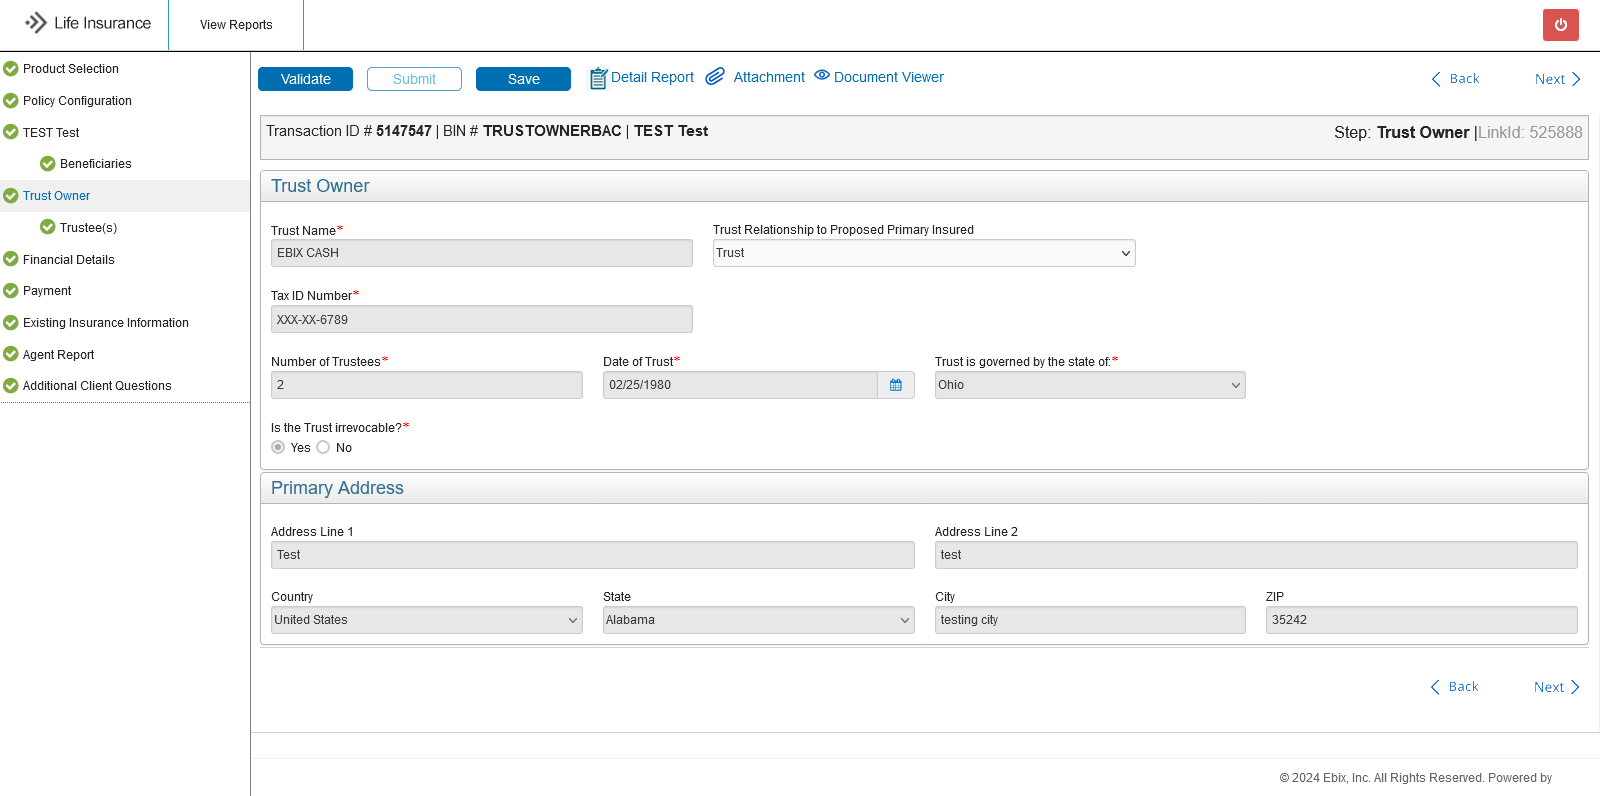 Life Insurance
View Reports
Product Selection
Policy Configuration
TEST Test
Beneficiaries
Trust Owner
Trustee(s)
Financial Details
Payment
Existing Insurance Information
Agent Report
Additional Client Questions
Validate Submit Save Detail Report Attachment Document Viewer Back Next
Transaction ID # 5147547 | BIN # TRUSTOWNERBAC | TEST Test
Step: Trust Owner |LinkId: 525888
Trust Owner
Trust Name* Trust Relationship to Proposed Primary Insured
EBIX CASH Trust
Tax ID Number*
XXX-XX-6789
Number of Trustees* Date of Trust* Trust is governed by the state of:*
2 02/25/1980 Ohio
Is the Trust irrevocable?*
Yes No
Primary Address
Address Line 1 Address Line 2
Test test
Country State City ZIP
United States Alabama testing city 35242
Back Next
© 2024 Ebix, Inc. All Rights Reserved. Powered by